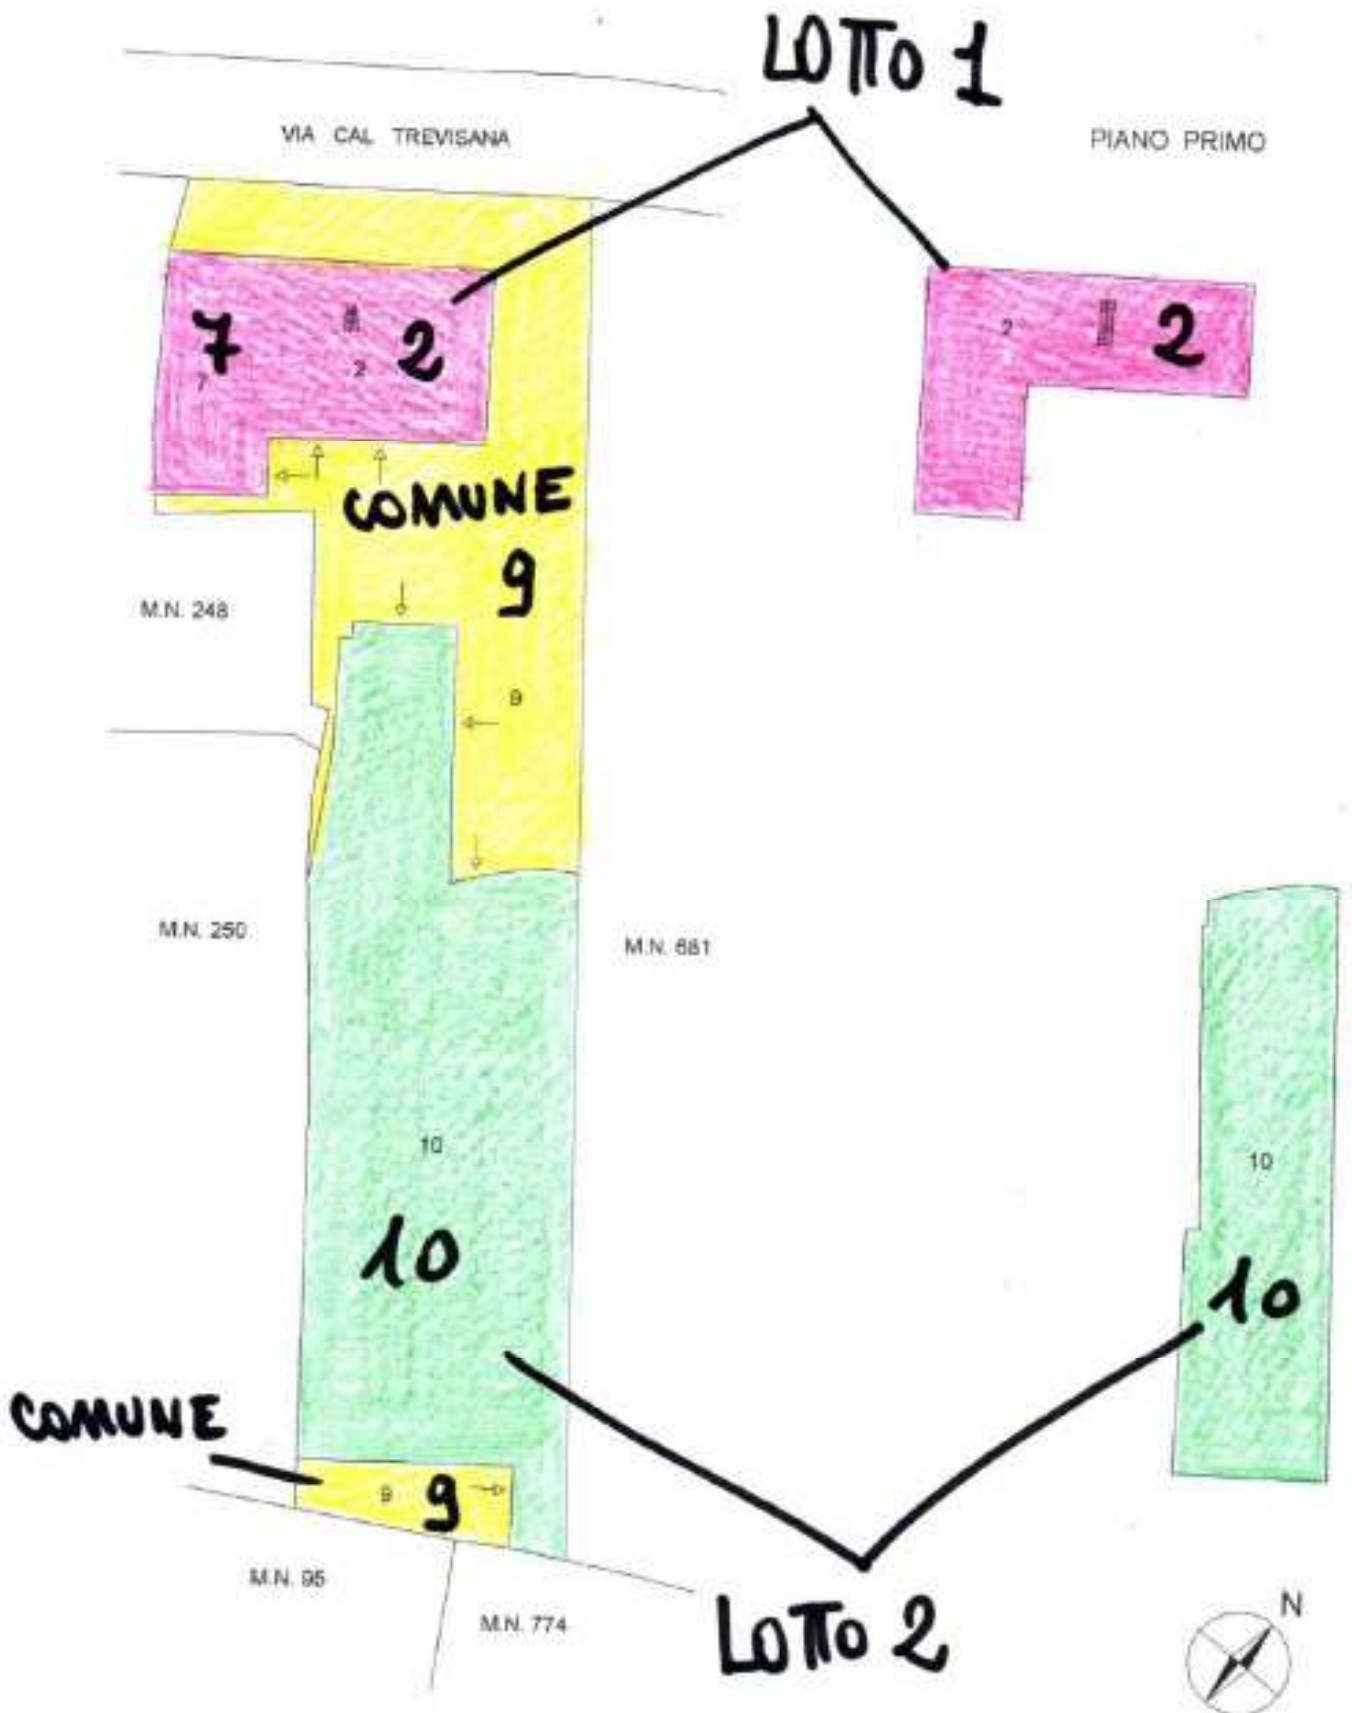 LOTTO 1
VIA CAL TREVISANA
PIANO PRIMO
7
2
7
2
2
2
COMUNE
9
M.N. 248
9
M.N. 250
M.N. 681
10
10
10
10
COMUNE
9
9
M.N. 95
M.N. 774
LOTTO 2
N